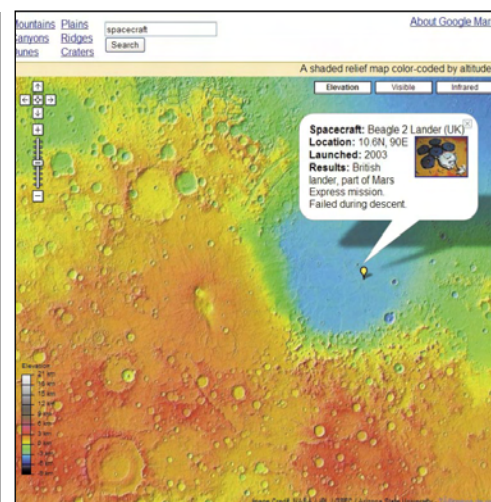 Mountains Plains
Canyons Ridges
Dunes Craters
spacecraft
Search
About Google Mar
A shaded relief map color-coded by altitude
Elevation Visible Infrared
Spacecraft: Beagle 2 Lander (UK)
Location: 10.6N, 90E
Launched: 2003
Results: British
lander, part of Mars
Express mission.
Failed during descent.
Elevation
21 km